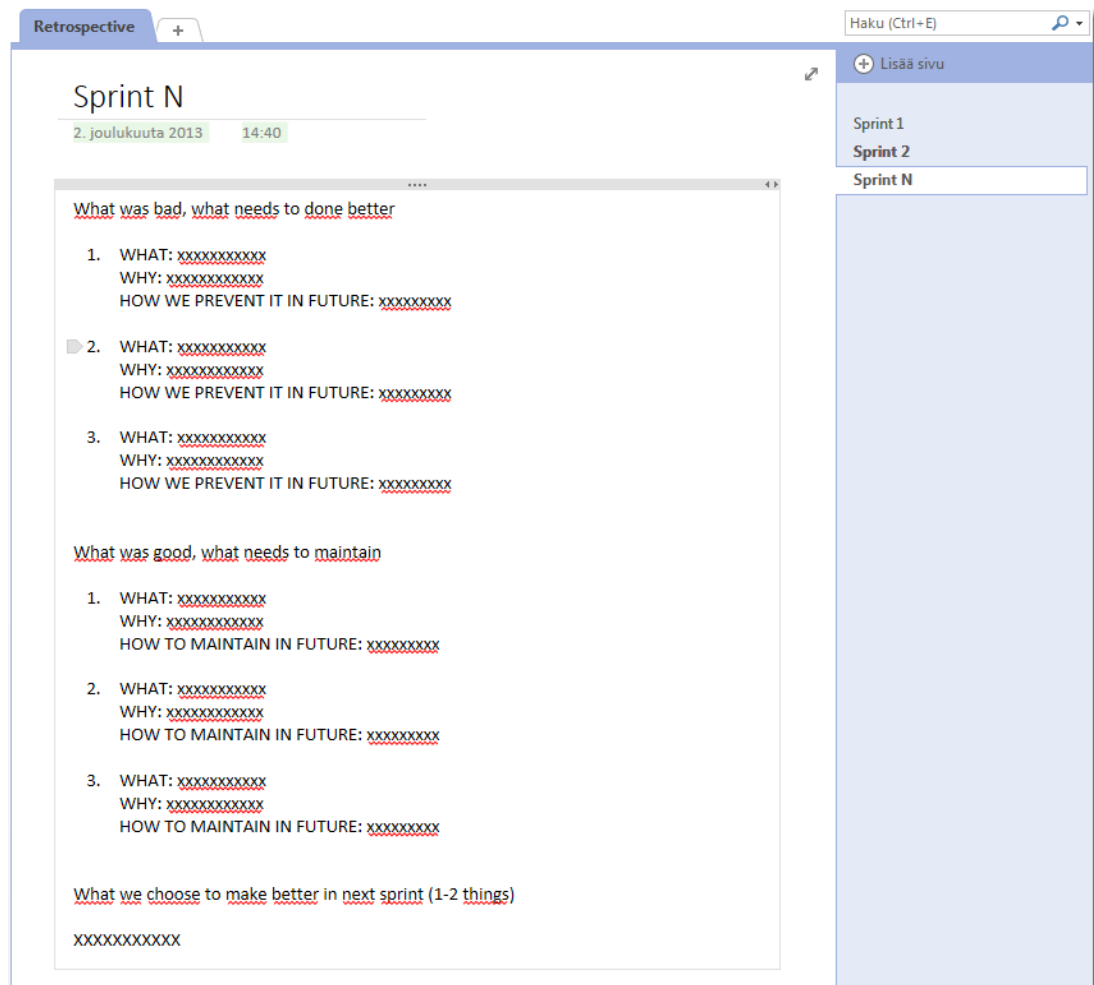 Retrospective
+
Haku (Ctrl+E)
Lisää sivu
Sprint 1
Sprint 2
Sprint N
Sprint N
2. joulukuuta 2013 14:40
What was bad, what needs to done better
1. WHAT: xxxxxxxxxxx
WHY: xxxxxxxxxxxx
HOW WE PREVENT IT IN FUTURE: xxxxxxxxx
2. WHAT: xxxxxxxxxxx
WHY: xxxxxxxxxxxx
HOW WE PREVENT IT IN FUTURE: xxxxxxxxx
3. WHAT: xxxxxxxxxxx
WHY: xxxxxxxxxxxx
HOW WE PREVENT IT IN FUTURE: xxxxxxxxx
What was good, what needs to maintain
1. WHAT: xxxxxxxxxxx
WHY: xxxxxxxxxxxx
HOW TO MAINTAIN IN FUTURE: xxxxxxxxx
2. WHAT: xxxxxxxxxxx
WHY: xxxxxxxxxxxx
HOW TO MAINTAIN IN FUTURE: xxxxxxxxx
3. WHAT: xxxxxxxxxxx
WHY: xxxxxxxxxxxx
HOW TO MAINTAIN IN FUTURE: xxxxxxxxx
What we choose to make better in next sprint (1-2 things)
XXXXXXXXXXX